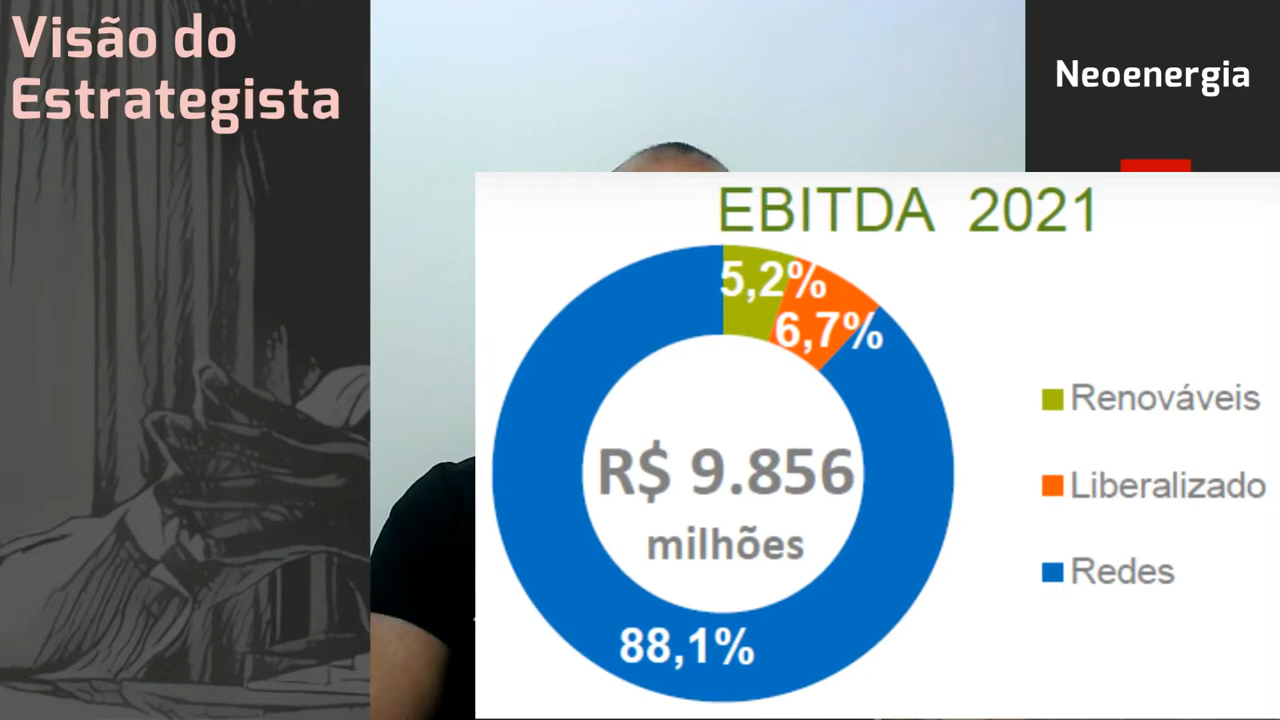 Visão do
Estrategista
Neoenergia
EBITDA 2021
5,2%
6,7%
R$ 9.856
milhões
88,1%
Renováveis
Liberalizado
Redes